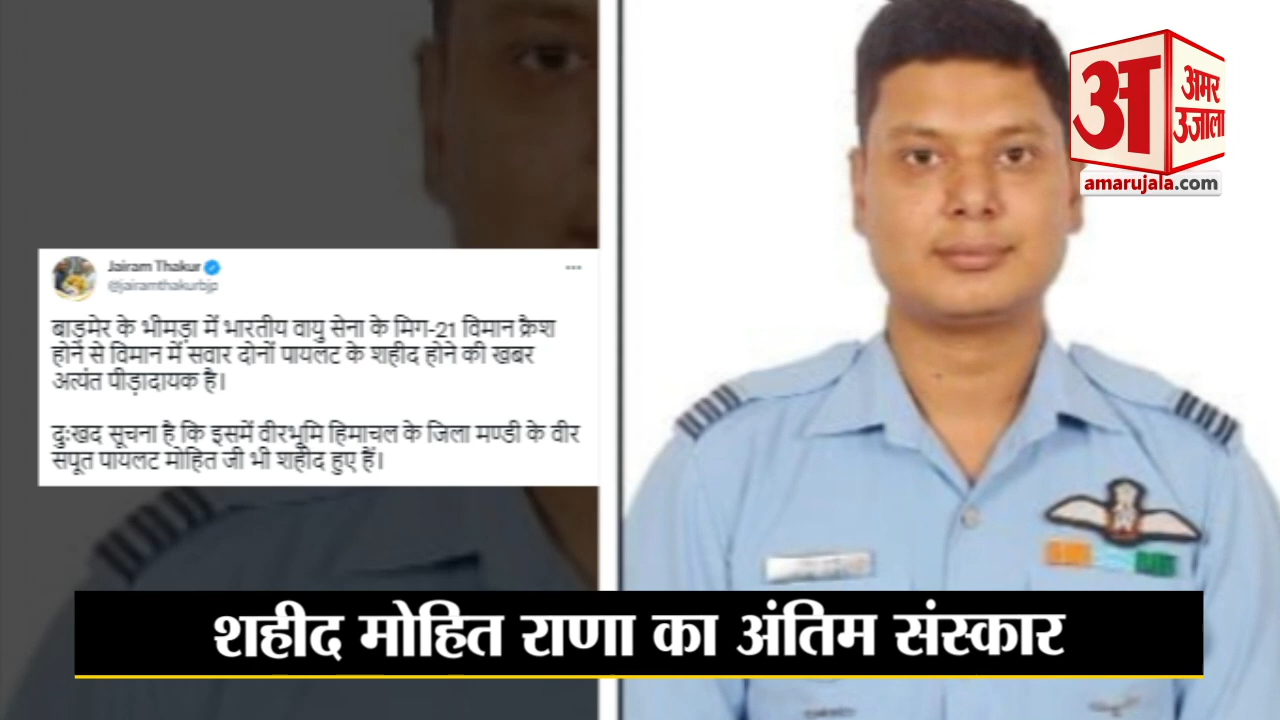 अ
अमर
उजाला
amarujala.com
Jairam Thakur
@jairamthakurbjp
बाड़मेर के भीमड़ा में भारतीय वायु सेना के मिग-21 विमान क्रैश
होने से विमान में सवार दोनों पायलट के शहीद होने की खबर
अत्यंत पीड़ादायक है।
दुःखद सूचना है कि इसमें वीरभूमि हिमाचल के जिला मण्डी के वीर
सपूत पायलट मोहित जी भी शहीद हुए हैं।
शहीद मोहित राणा का अंतिम संस्कार